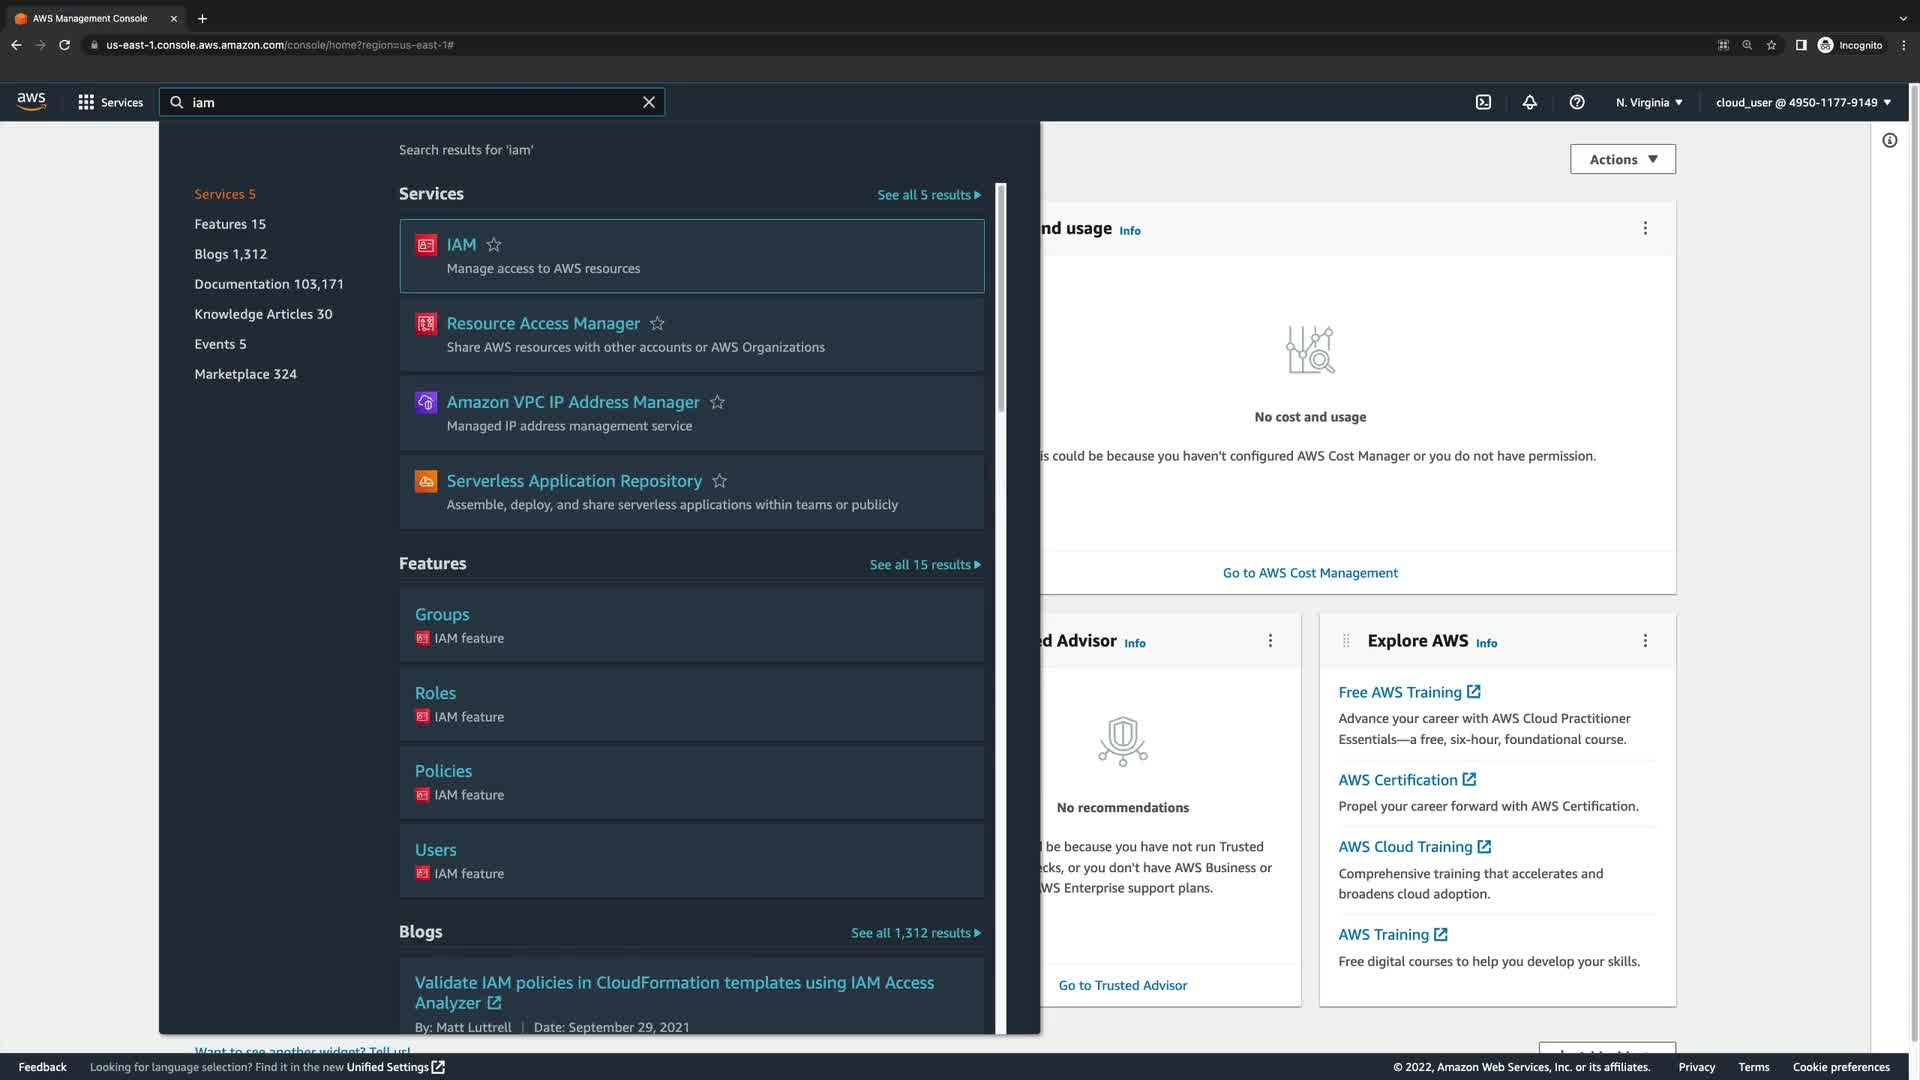 AWS Management Console
us-east-1.console.aws.amazon.com/console/home?region=us-east-1#
Incognito
aws
Services
iam
N. Virginia
cloud_user @ 4950-1177-9149
Search results for 'iam'
Services 5
Features 15
Blogs 1,312
Documentation 103,171
Knowledge Articles 30
Events 5
Marketplace 324
Services
See all 5 results
IAM
Manage access to AWS resources
Resource Access Manager
Share AWS resources with other accounts or AWS Organizations
Amazon VPC IP Address Manager
Managed IP address management service
Serverless Application Repository
Assemble, deploy, and share serverless applications within teams or publicly
Features
See all 15 results
Groups
IAM feature
Roles
IAM feature
Policies
IAM feature
Users
IAM feature
Blogs
See all 1,312 results
Validate IAM policies in CloudFormation templates using IAM Access
Analyzer
By: Matt Luttrell | Date: September 29, 2021
Actions
nd usage Info
No cost and usage
is could be because you haven't configured AWS Cost Manager or you do not have permission.
Go to AWS Cost Management
ed Advisor Info
No recommendations
be because you have not run Trusted
ecks, or you don't have AWS Business or
AWS Enterprise support plans.
Go to Trusted Advisor
Explore AWS Info
Free AWS Training
Advance your career with AWS Cloud Practitioner
Essentials—a free, six-hour, foundational course.
AWS Certification
Propel your career forward with AWS Certification.
AWS Cloud Training
Comprehensive training that accelerates and
broadens cloud adoption.
AWS Training
Free digital courses to help you develop your skills.
Want to see another widget? Tell us!
Feedback
Looking for language selection? Find it in the new Unified Settings
© 2022, Amazon Web Services, Inc. or its affiliates.
Privacy
Terms
Cookie preferences